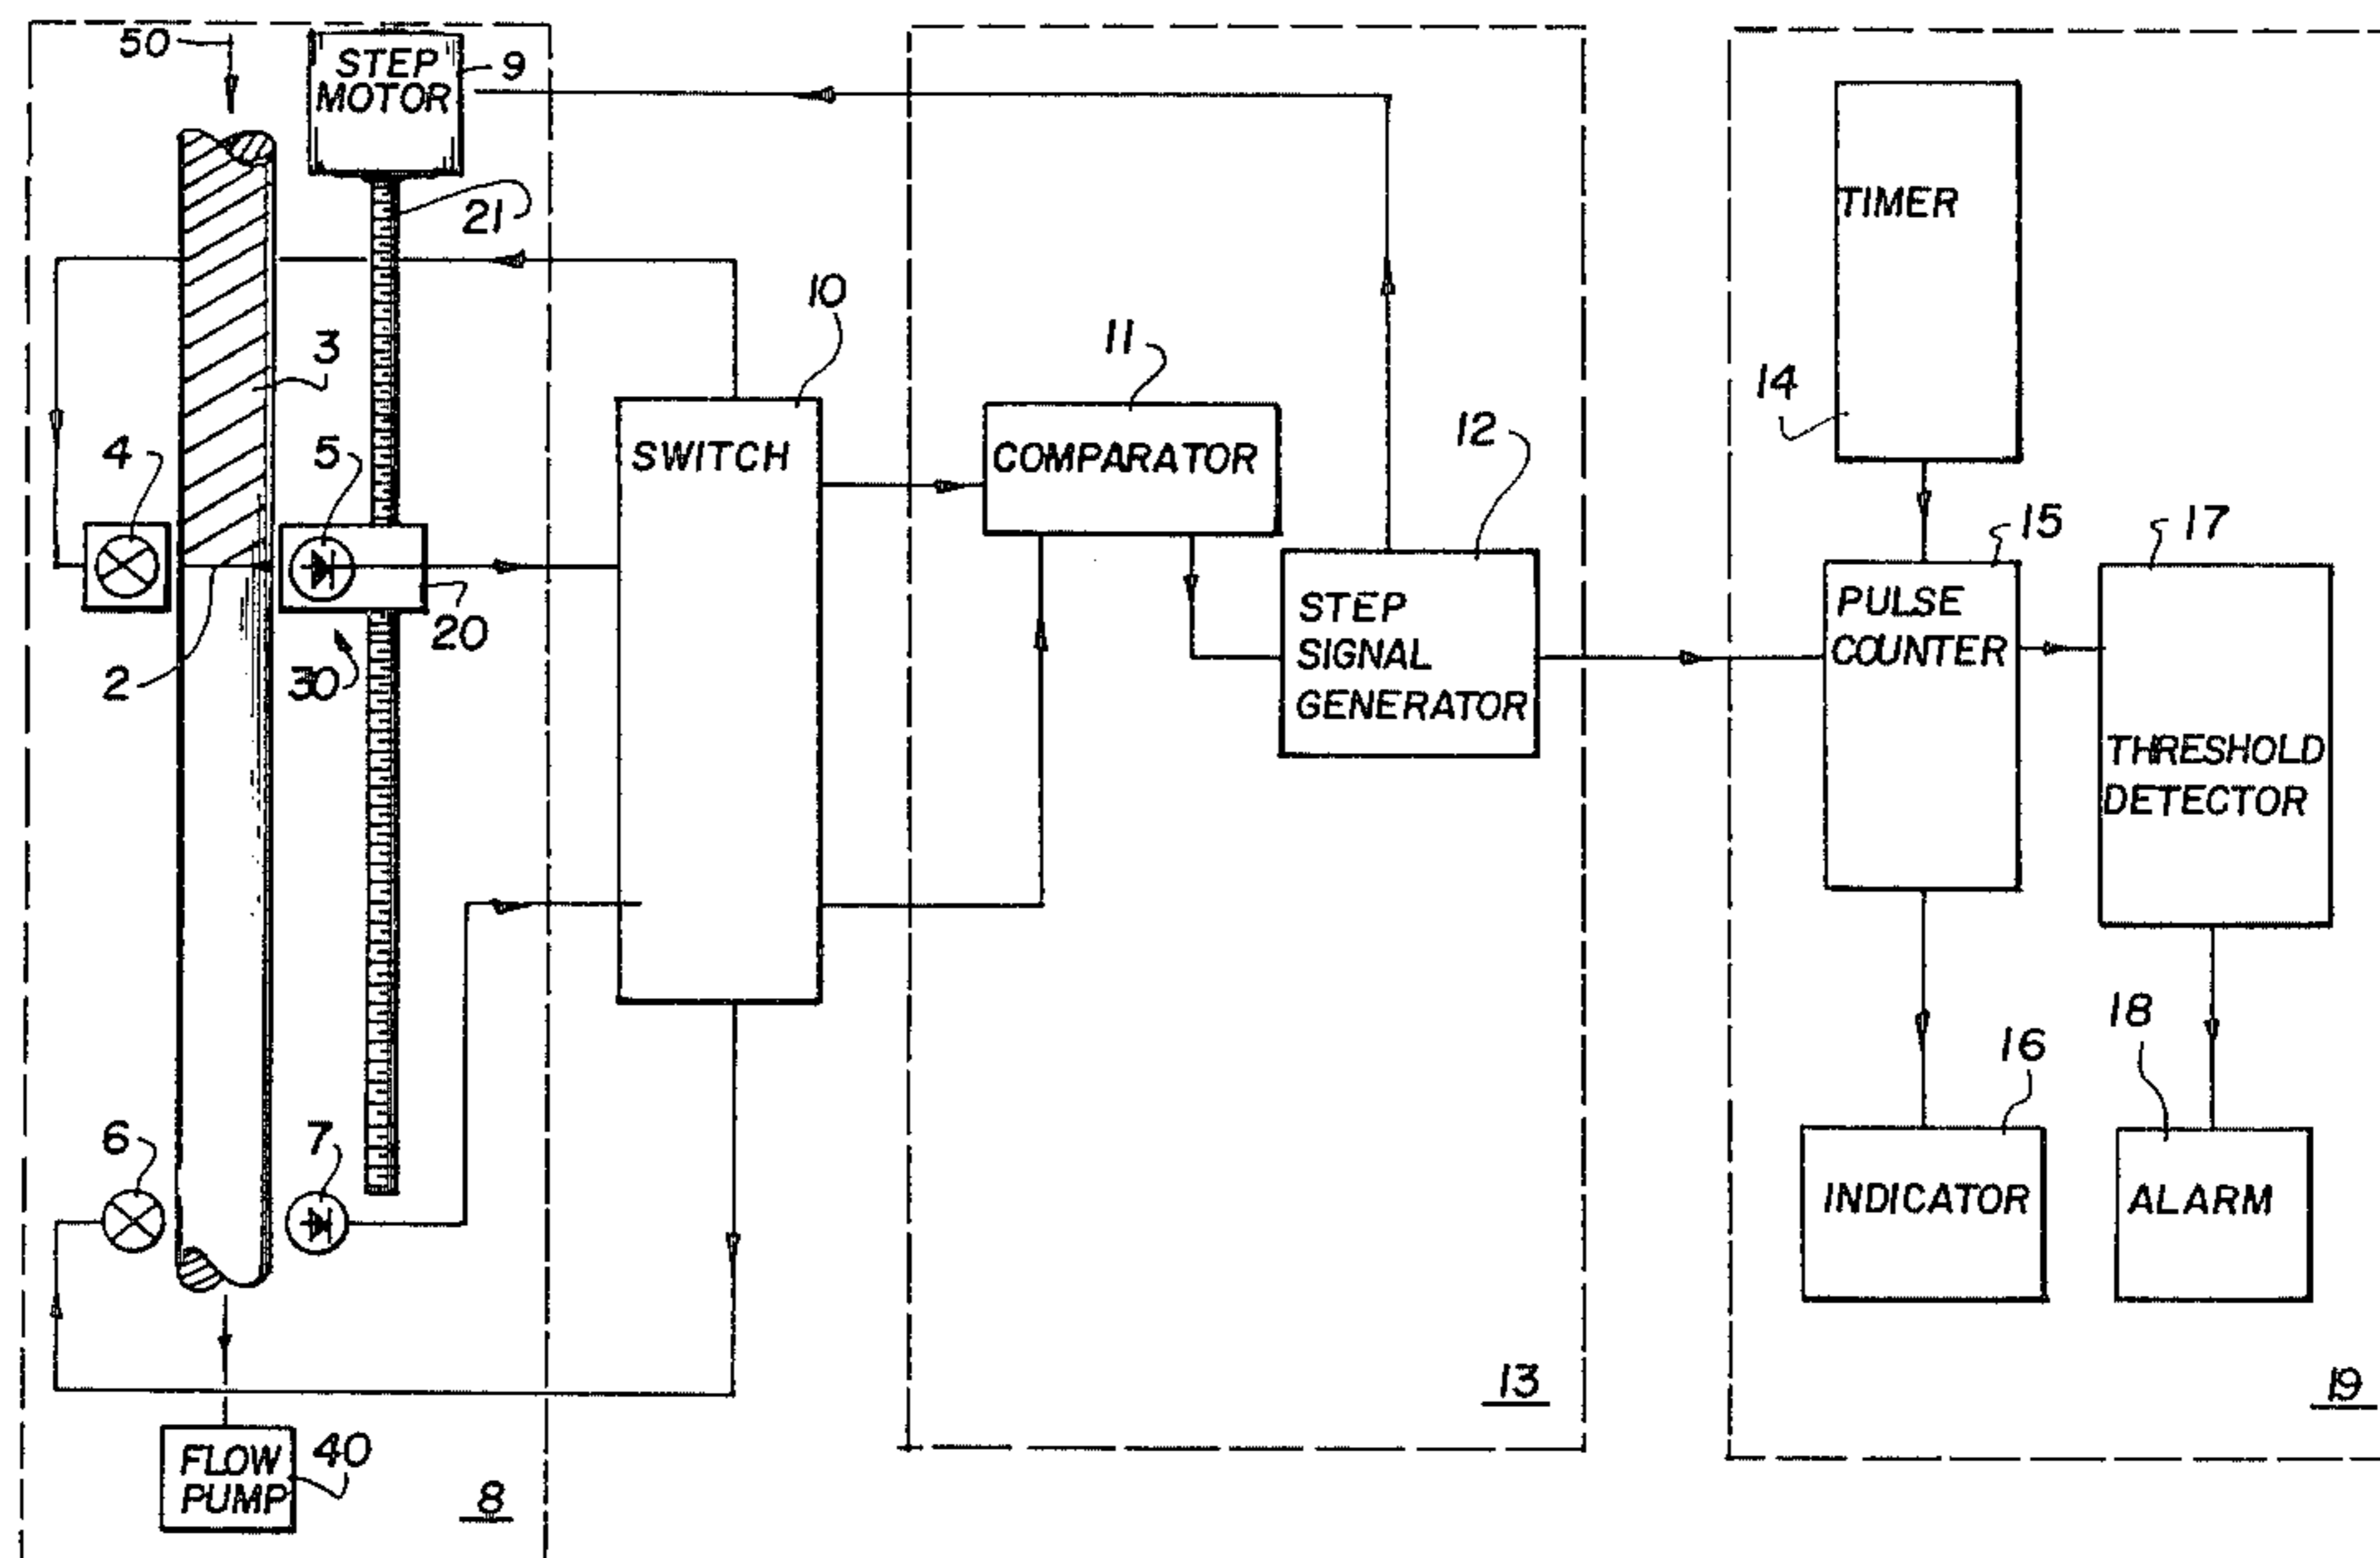 50
STEP
MOTOR
9
21
10
3
11
14
TIMER
4
5
SWITCH
COMPARATOR
12
15
17
2
30
20
STEP
SIGNAL
GENERATOR
PULSE
COUNTER
THRESHOLD
DETECTOR
6
7
16
18
INDICATOR
ALARM
13
19
FLOW
PUMP
40
8